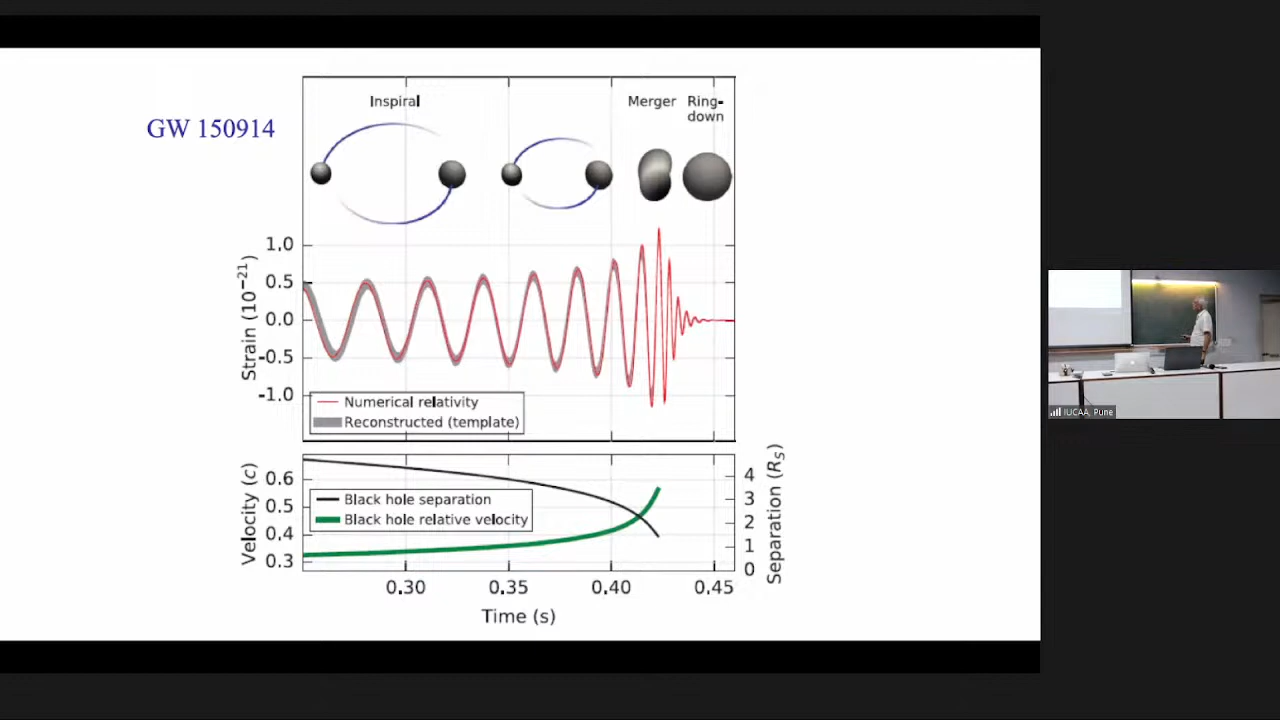 GW 150914
Inspiral
Merger
Ring-
down
Strain (10⁻²¹)
1.0
0.5
0.0
-0.5
-1.0
Numerical relativity
Reconstructed (template)
Velocity (c)
0.6
0.5
0.4
0.3
Black hole separation
Black hole relative velocity
4
3
2
1
0
Separation (R_S)
0.30 0.35 0.40 0.45
Time (s)
IUCAA, Pune